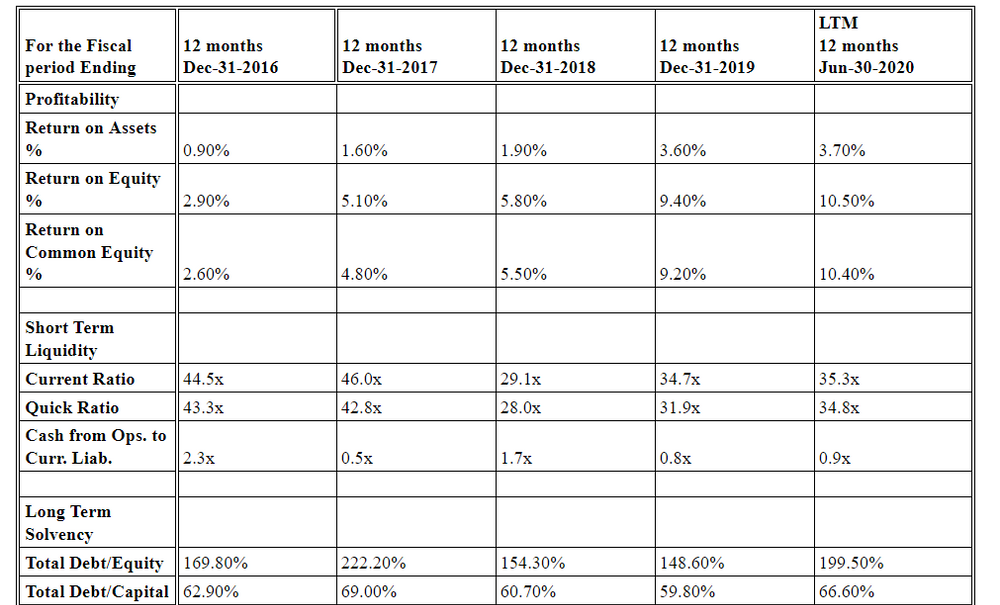 For the Fiscal period Ending | 12 months Dec-31-2016 | 12 months Dec-31-2017 | 12 months Dec-31-2018 | 12 months Dec-31-2019 | LTM 12 months Jun-30-2020
Profitability
Return on Assets % | 0.90% | 1.60% | 1.90% | 3.60% | 3.70%
Return on Equity % | 2.90% | 5.10% | 5.80% | 9.40% | 10.50%
Return on Common Equity % | 2.60% | 4.80% | 5.50% | 9.20% | 10.40%
Short Term Liquidity
Current Ratio | 44.5x | 46.0x | 29.1x | 34.7x | 35.3x
Quick Ratio | 43.3x | 42.8x | 28.0x | 31.9x | 34.8x
Cash from Ops. to Curr. Liab. | 2.3x | 0.5x | 1.7x | 0.8x | 0.9x
Long Term Solvency
Total Debt/Equity | 169.80% | 222.20% | 154.30% | 148.60% | 199.50%
Total Debt/Capital | 62.90% | 69.00% | 60.70% | 59.80% | 66.60%